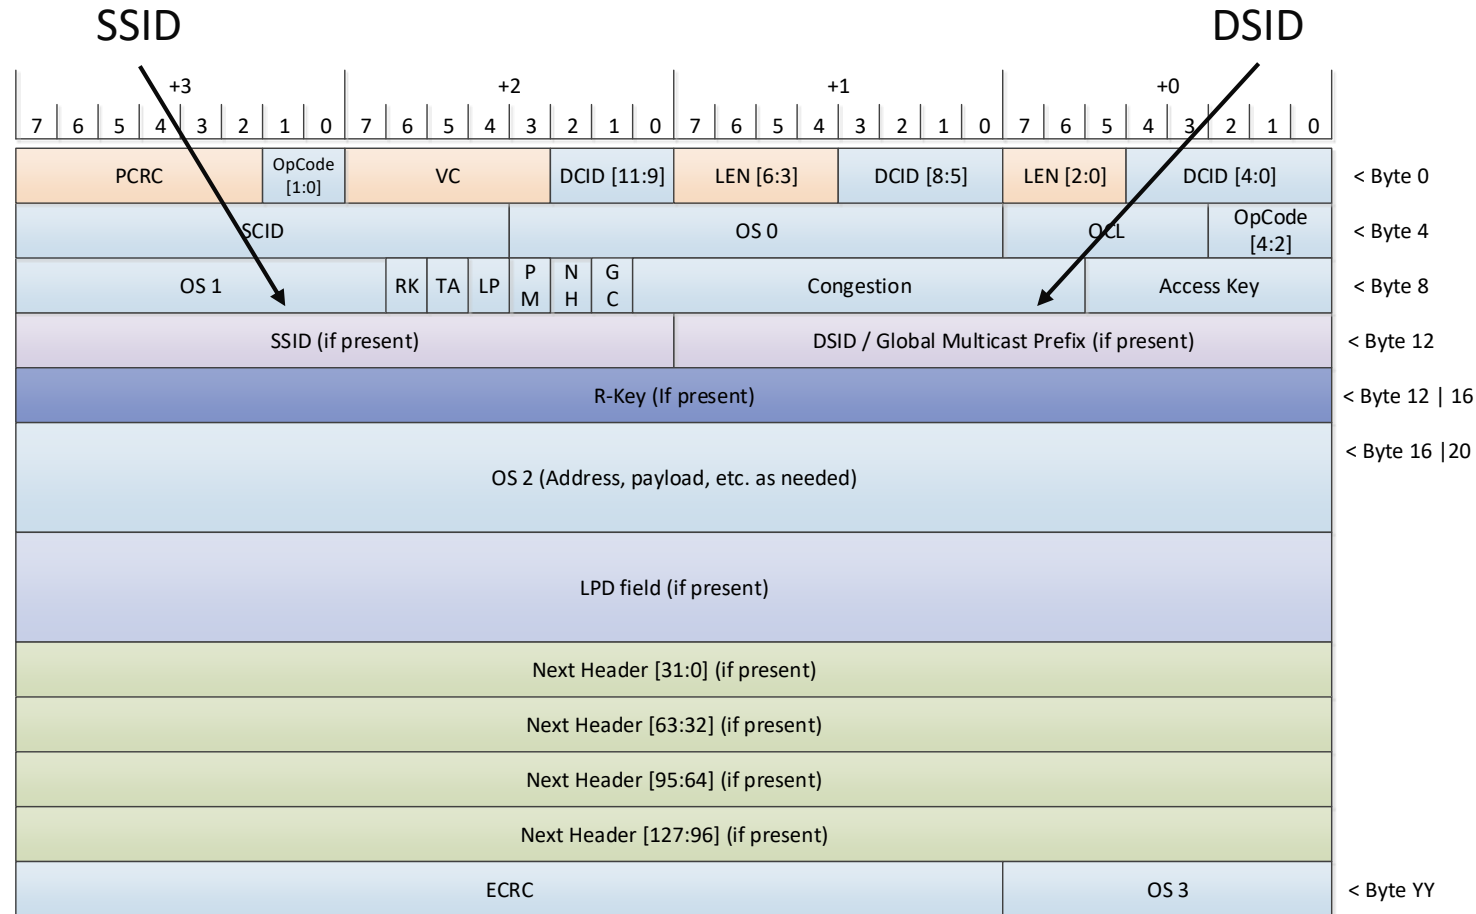 SSID
DSID
+3 +2 +1 +0
7 6 5 4 3 2 1 0 7 6 5 4 3 2 1 0 7 6 5 4 3 2 1 0 7 6 5 4 3 2 1 0
PCRC OpCode [1:0] VC DCID [11:9] LEN [6:3] DCID [8:5] LEN [2:0] DCID [4:0] < Byte 0
SCID OS 0 OCL OpCode [4:2] < Byte 4
OS 1 RK TA LP PM NH GC Congestion Access Key < Byte 8
SSID (if present) DSID / Global Multicast Prefix (if present) < Byte 12
R-Key (If present) < Byte 12 | 16
< Byte 16 |20
OS 2 (Address, payload, etc. as needed)
LPD field (if present)
Next Header [31:0] (if present)
Next Header [63:32] (if present)
Next Header [95:64] (if present)
Next Header [127:96] (if present)
ECRC OS 3 < Byte YY